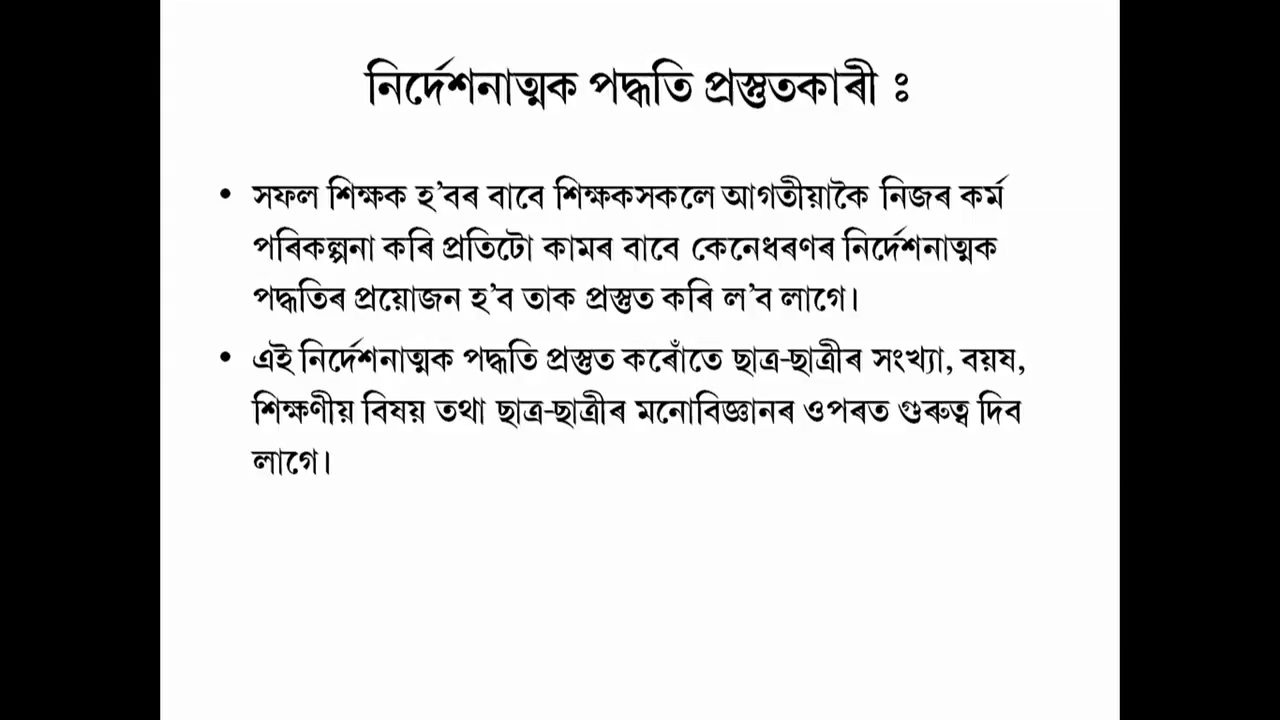 নিৰ্দেশনাত্মক পদ্ধতি প্ৰস্তুতকাৰী ঃ
• সফল শিক্ষক হ’বৰ বাবে শিক্ষকসকলে আগতীয়াকৈ নিজৰ কৰ্ম
পৰিকল্পনা কৰি প্ৰতিটো কামৰ বাবে কেনেধৰণৰ নিৰ্দেশনাত্মক
পদ্ধতিৰ প্ৰয়োজন হ’ব তাক প্ৰস্তুত কৰি ল’ব লাগে।
• এই নিৰ্দেশনাত্মক পদ্ধতি প্ৰস্তুত কৰোঁতে ছাত্ৰ-ছাত্ৰীৰ সংখ্যা, বয়ষ,
শিক্ষণীয় বিষয় তথা ছাত্ৰ-ছাত্ৰীৰ মনোবিজ্ঞানৰ ওপৰত গুৰুত্ব দিব
লাগে।